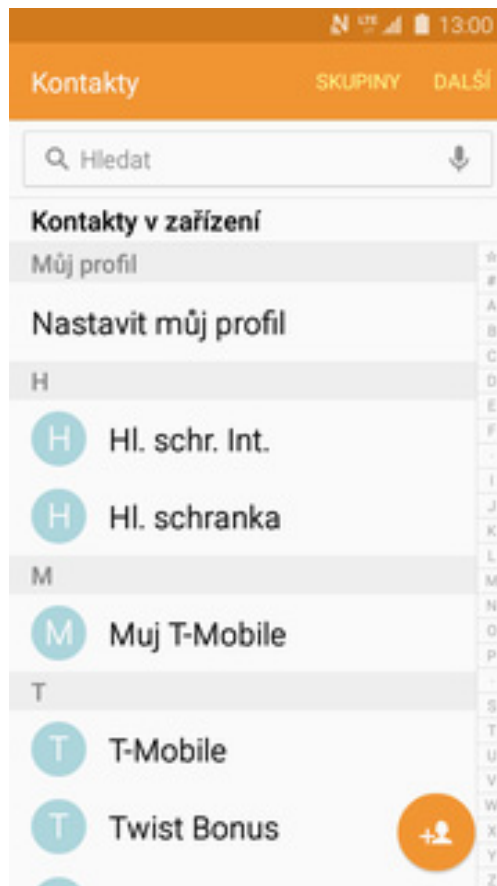 LTE 13:00
Kontakty SKUPINY DALŠÍ
Hledat
Kontakty v zařízení
Můj profil
Nastavit můj profil
H
H Hl. schr. Int.
H Hl. schranka
M
M Muj T-Mobile
T
T T-Mobile
T Twist Bonus
#
A
B
C
D
E
F
·
I
J
K
L
M
N
O
P
·
S
T
U
V
W
X
Y
Z